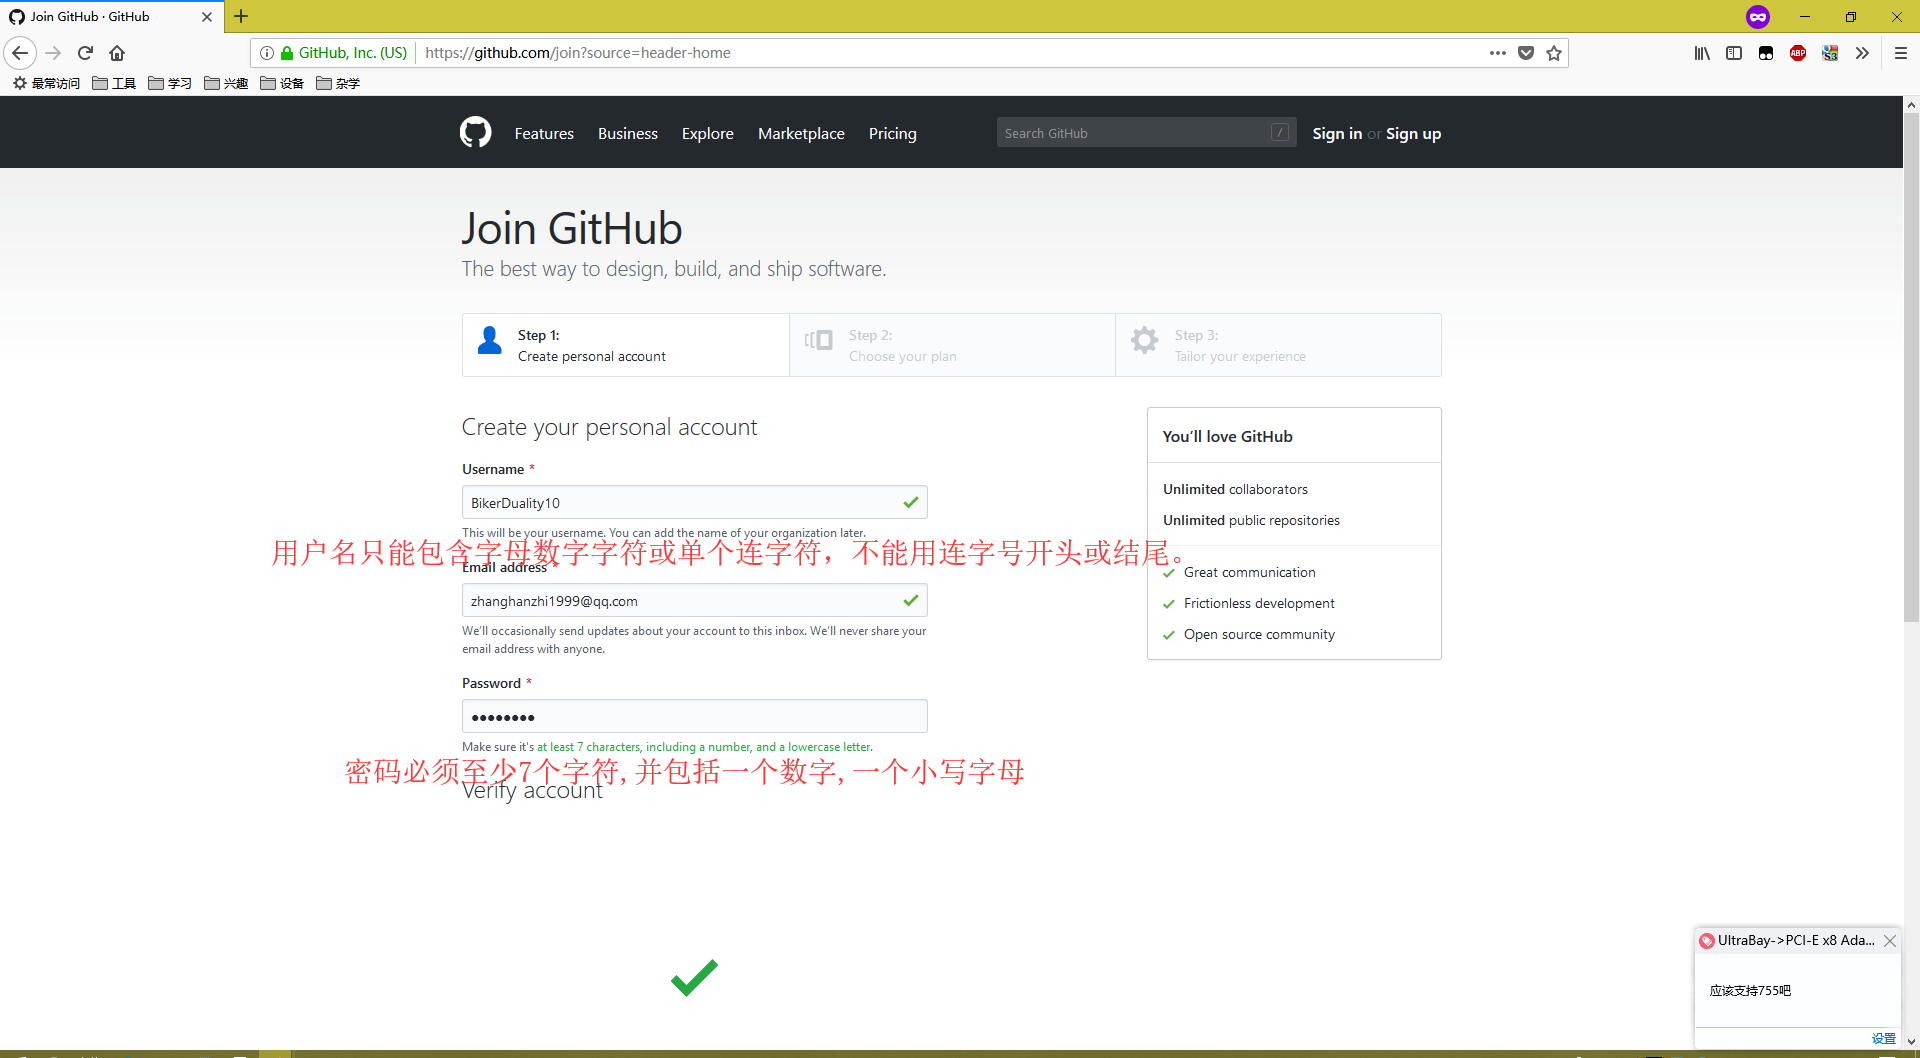 Join GitHub · GitHub
GitHub, Inc. (US)
https://github.com/join?source=header-home
ABP
最常访问 工具 学习 兴趣 设备 杂学
Features Business Explore Marketplace Pricing
Search GitHub /
Sign in or Sign up
Join GitHub
The best way to design, build, and ship software.
Step 1:
Create personal account
Step 2:
Choose your plan
Step 3:
Tailor your experience
Create your personal account
Username *
BikerDuality10
This will be your username. You can add the name of your organization later.
用户名只能包含字母数字字符或单个连字符，不能用连字号开头或结尾。
Email address *
zhanghanzhi1999@qq.com
We’ll occasionally send updates about your account to this inbox. We’ll never share your
email address with anyone.
Password *
••••••••
Make sure it's at least 7 characters, including a number, and a lowercase letter.
密码必须至少7个字符,并包括一个数字,一个小写字母
Verify account
You’ll love GitHub
Unlimited collaborators
Unlimited public repositories
Great communication
Frictionless development
Open source community
UltraBay->PCI-E x8 Ada...
应该支持755吧
设置